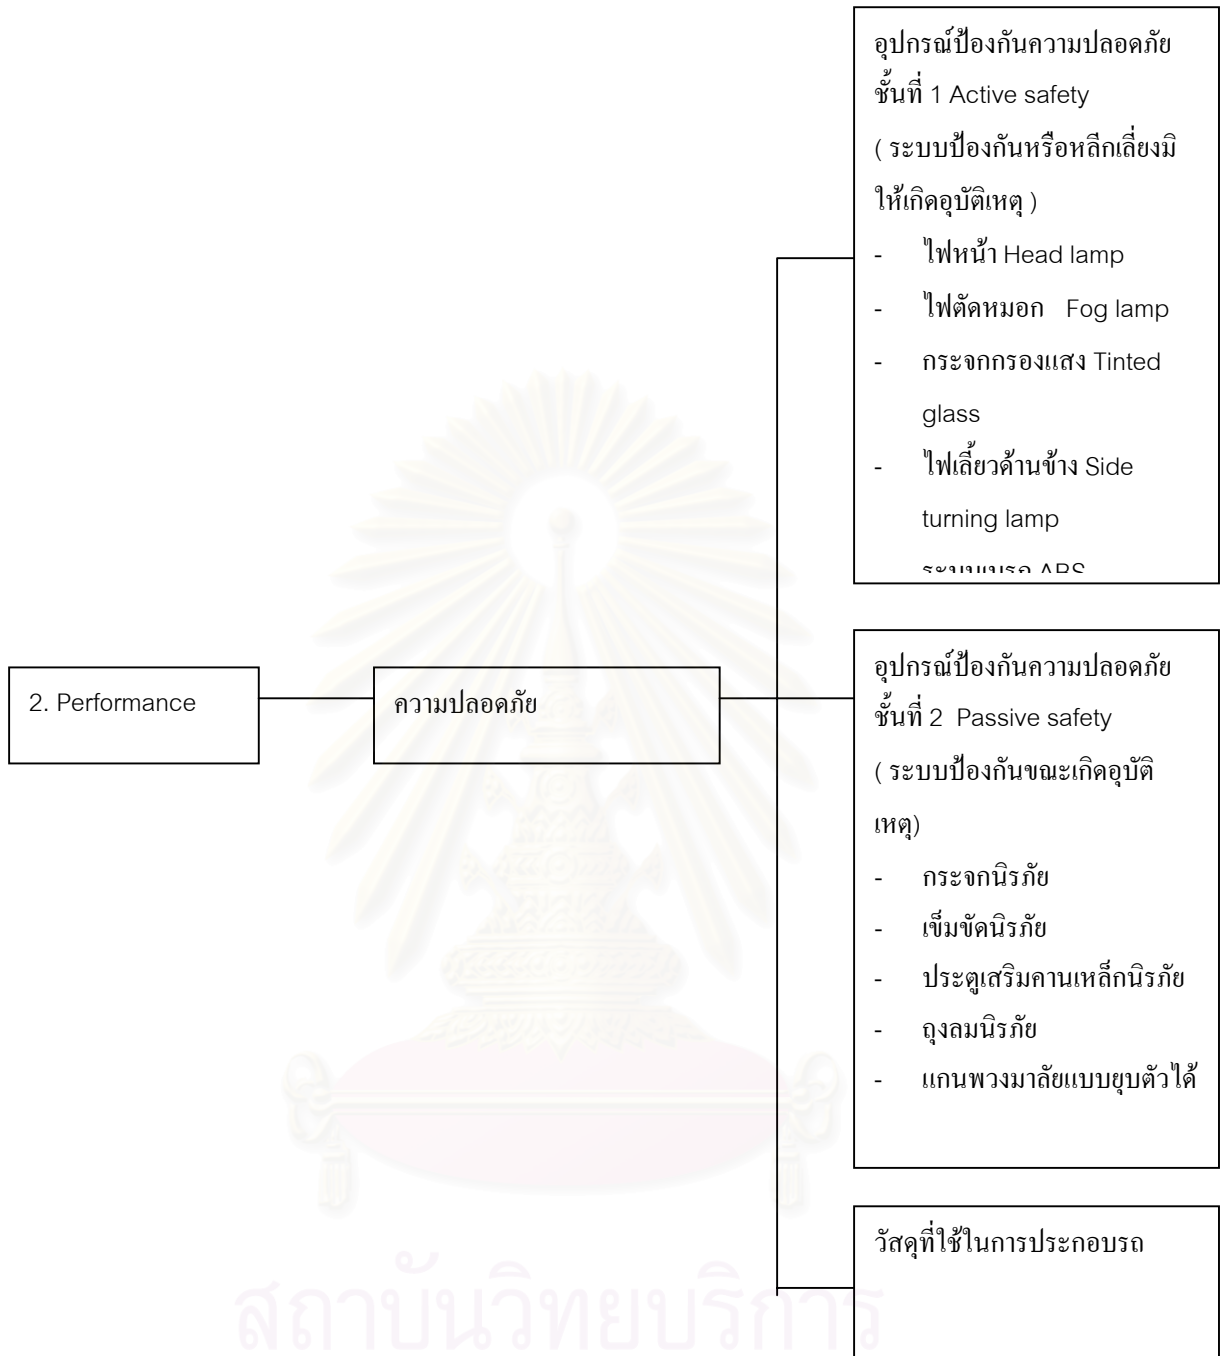 อุปกรณ์ป้องกันความปลอดภัย
ชั้นที่ 1 Active safety
( ระบบป้องกันหรือหลีกเลี่ยงมิ
ให้เกิดอุบัติเหตุ )
- ไฟหน้า Head lamp
- ไฟตัดหมอก Fog lamp
- กระจกกรองแสง Tinted
glass
- ไฟเลี้ยวด้านข้าง Side
turning lamp
ระบบเบรก ABS
2. Performance
ความปลอดภัย
อุปกรณ์ป้องกันความปลอดภัย
ชั้นที่ 2 Passive safety
( ระบบป้องกันขณะเกิดอุบัติ
เหตุ)
- กระจกนิรภัย
- เข็มขัดนิรภัย
- ประตูเสริมคานเหล็กนิรภัย
- ถุงลมนิรภัย
- แกนพวงมาลัยแบบยุบตัวได้
วัสดุที่ใช้ในการประกอบรถ
สถาบันวิทยบริการ